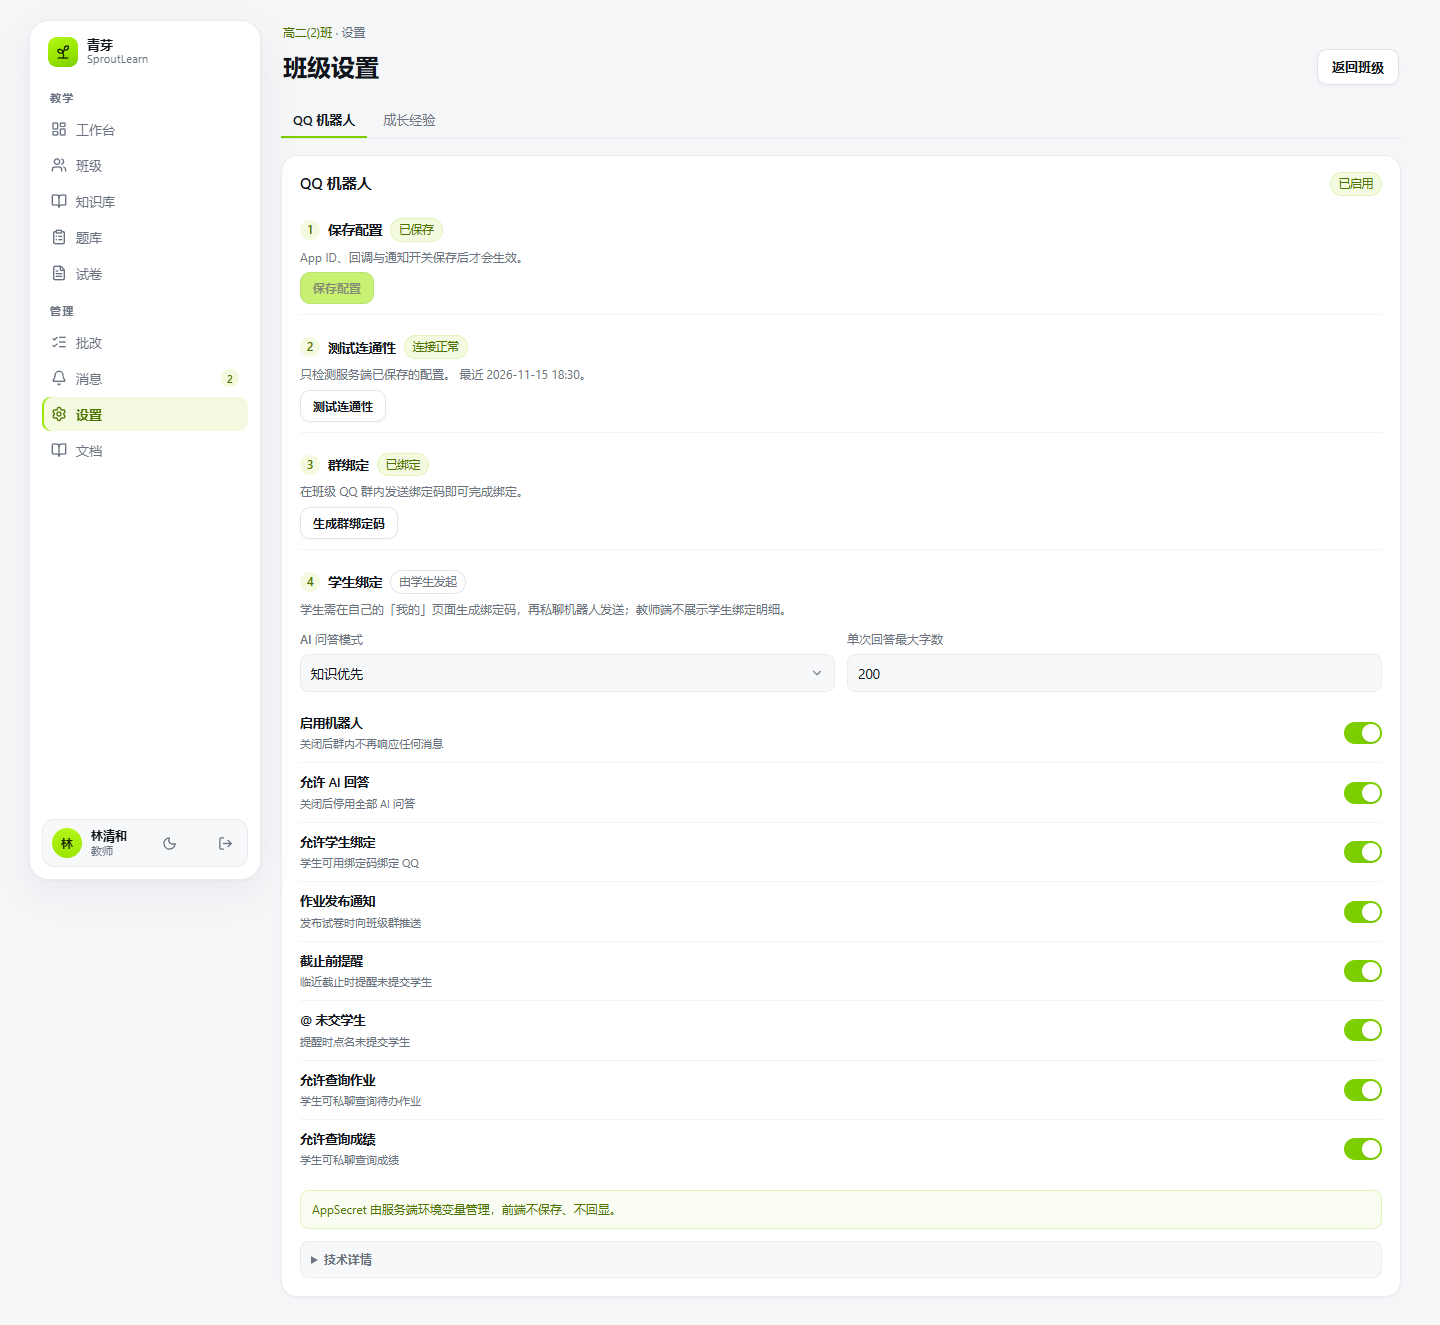 青芽
SproutLearn
教学
工作台
班级
知识库
题库
试卷
管理
批改
消息
2
设置
文档
林
林清和
教师
高二(2)班 · 设置
班级设置
返回班级
QQ 机器人
成长经验
QQ 机器人
已启用
1 保存配置 已保存
App ID、回调与通知开关保存后才会生效。
保存配置
2 测试连通性 连接正常
只检测服务端已保存的配置。 最近 2026-11-15 18:30。
测试连通性
3 群绑定 已绑定
在班级 QQ 群内发送绑定码即可完成绑定。
生成群绑定码
4 学生绑定 由学生发起
学生需在自己的「我的」页面生成绑定码，再私聊机器人发送；教师端不展示学生绑定明细。
AI 问答模式
知识优先
单次回答最大字数
200
启用机器人
关闭后群内不再响应任何消息
允许 AI 回答
关闭后停用全部 AI 问答
允许学生绑定
学生可用绑定码绑定 QQ
作业发布通知
发布试卷时向班级群推送
截止前提醒
临近截止时提醒未提交学生
@ 未交学生
提醒时点名未提交学生
允许查询作业
学生可私聊查询待办作业
允许查询成绩
学生可私聊查询成绩
AppSecret 由服务端环境变量管理，前端不保存、不回显。
技术详情